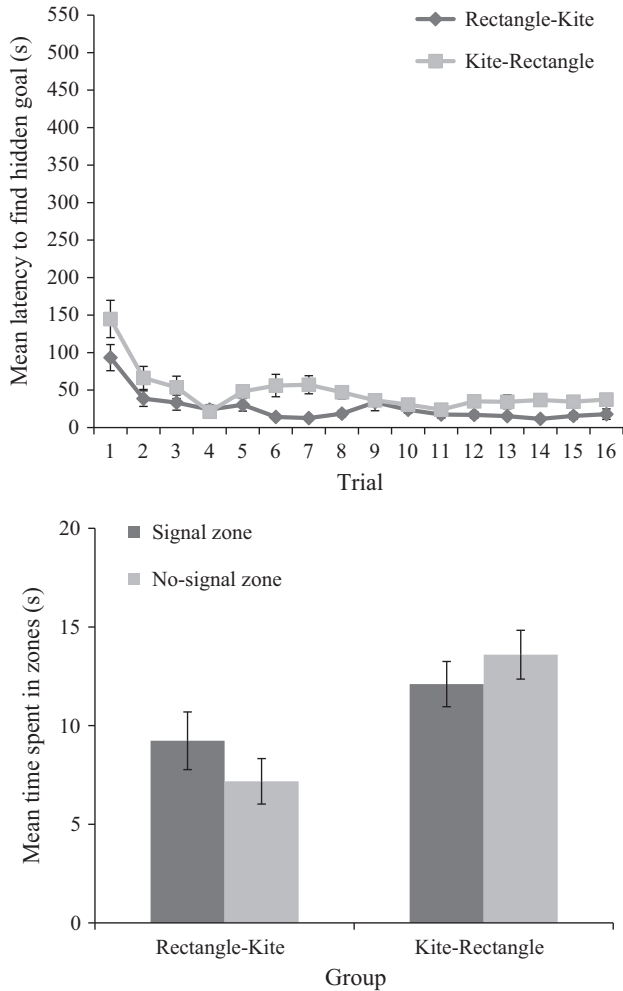 Mean latency to find hidden goal (s)
550
500
450
400
350
300
250
200
150
100
50
0
Rectangle-Kite
Kite-Rectangle
1 2 3 4 5 6 7 8 9 10 11 12 13 14 15 16
Trial
Mean time spent in zones (s)
20
15
10
5
0
Signal zone
No-signal zone
Rectangle-Kite Kite-Rectangle
Group